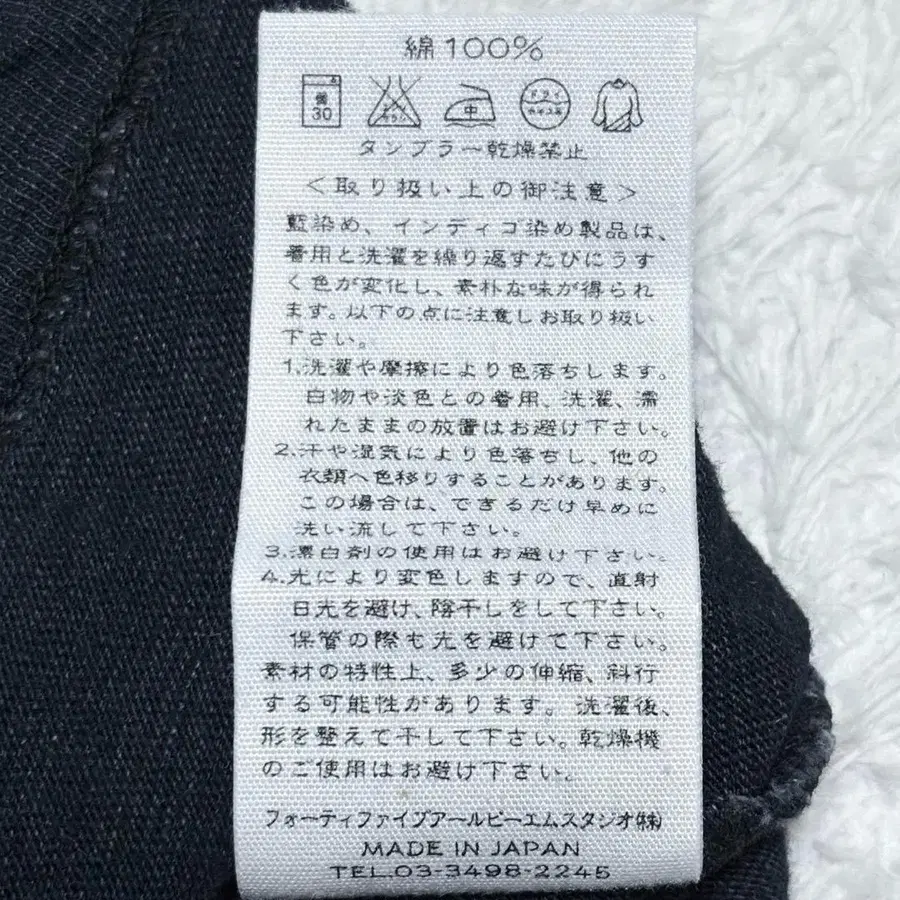 綿100%
30
中
タンブラー乾燥禁止
＜取り扱い上の御注意＞
藍染め、インディゴ染め製品は、
着用と洗濯を繰り返すたびにうす
く色が変化し、素朴な味が得られ
ます。以下の点に注意しお取り扱い
下さい。
1.洗濯や摩擦により色落ちします。
白物や淡色との着用、洗濯、濡
れたままの放置はお避け下さい。
2.汗や湿気により色落ちし、他の
衣類へ色移りすることがあります。
この場合は、できるだけ早めに
洗い流して下さい。
3.漂白剤の使用はお避け下さい。
4.光により変色しますので、直射
日光を避け、陰干しをして下さい。
保管の際も光を避けて下さい。
素材の特性上、多少の伸縮、斜行
する可能性があります。洗濯後、
形を整えて干して下さい。乾燥機
のご使用はお避け下さい。
フォーティファイブアールピーエムスタジオ㈱
MADE IN JAPAN
TEL.03-3498-2245